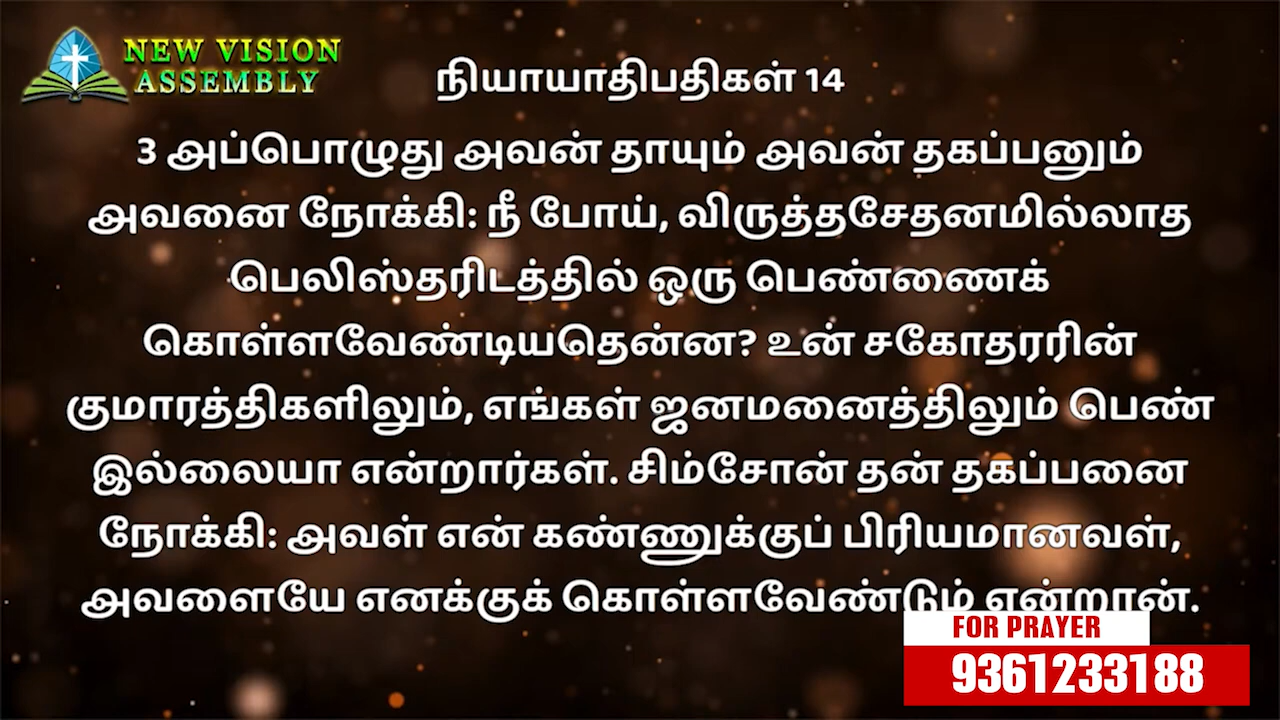 NEW VISION
ASSEMBLY
நியாயாதிபதிகள் 14
3 அப்பொழுது அவன் தாயும் அவன் தகப்பனும்
அவனை நோக்கி: நீ போய், விருத்தசேதனமில்லாத
பெலிஸ்தரிடத்தில் ஒரு பெண்ணைக்
கொள்ளவேண்டியதென்ன? உன் சகோதரரின்
குமாரத்திகளிலும், எங்கள் ஜனமனைத்திலும் பெண்
இல்லையா என்றார்கள். சிம்சோன் தன் தகப்பனை
நோக்கி: அவள் என் கண்ணுக்குப் பிரியமானவள்,
அவளையே எனக்குக் கொள்ளவேண்டும் என்றான்.
FOR PRAYER
9361233188